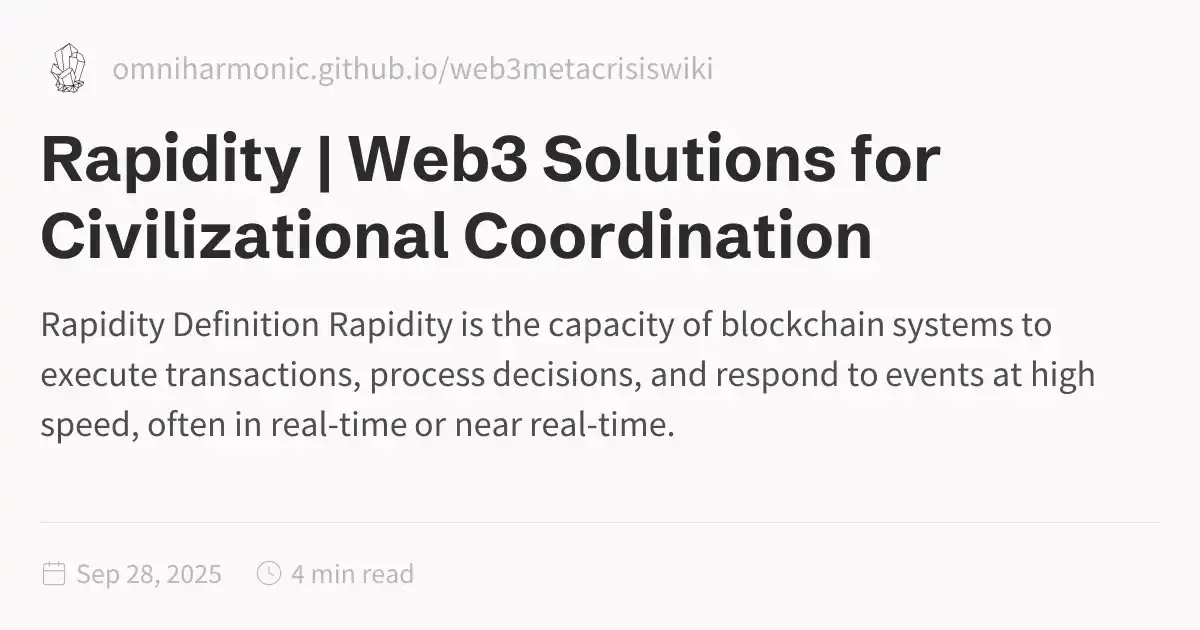 omniharmonic.github.io/web3metacrisiswiki
Rapidity | Web3 Solutions for
Civilizational Coordination
Rapidity Definition Rapidity is the capacity of blockchain systems to
execute transactions, process decisions, and respond to events at high
speed, often in real-time or near real-time.
Sep 28, 2025 4 min read